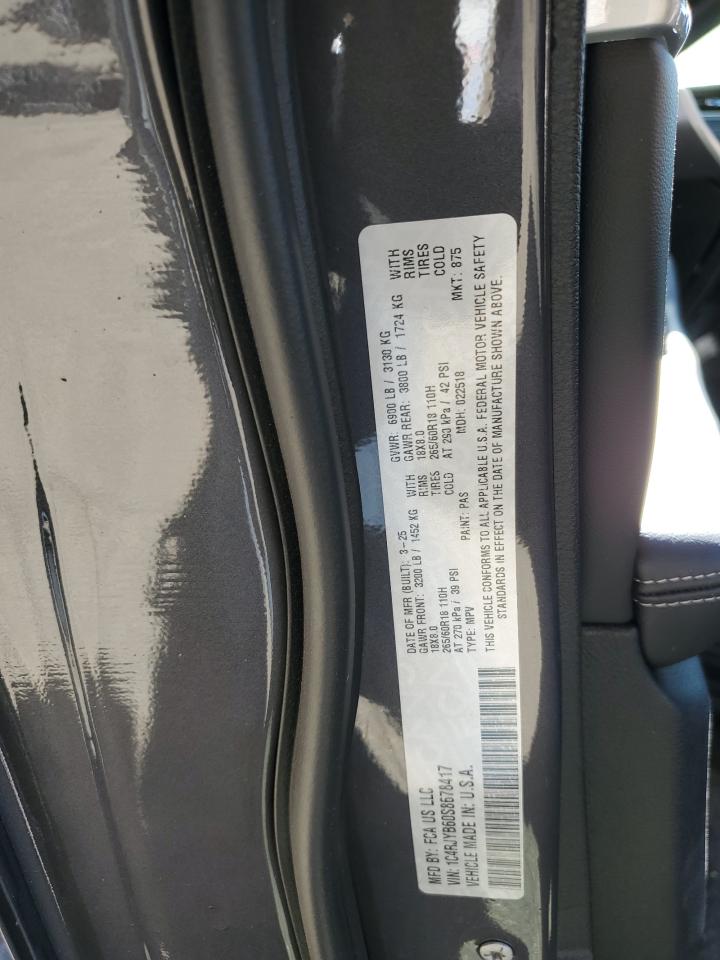 MFD BY: FCA US LLC
VIN: 1C4RJYB60S8678417
VEHICLE MADE IN: U.S.A.
DATE OF MFR (BUILT): 3-25 GVWR: 6900 LB / 3130 KG
GAWR FRONT: 3200 LB / 1452 KG WITH GAWR REAR: 3800 LB / 1724 KG WITH
18X8.0 RIMS 18X8.0 RIMS
265/60R18 110H TIRES 265/60R18 110H TIRES
AT 270 kPa / 39 PSI COLD AT 290 kPa / 42 PSI COLD
TYPE: MPV PAINT: PAS MDH: 022518 MKT: 875
THIS VEHICLE CONFORMS TO ALL APPLICABLE U.S.A. FEDERAL MOTOR VEHICLE SAFETY
STANDARDS IN EFFECT ON THE DATE OF MANUFACTURE SHOWN ABOVE.